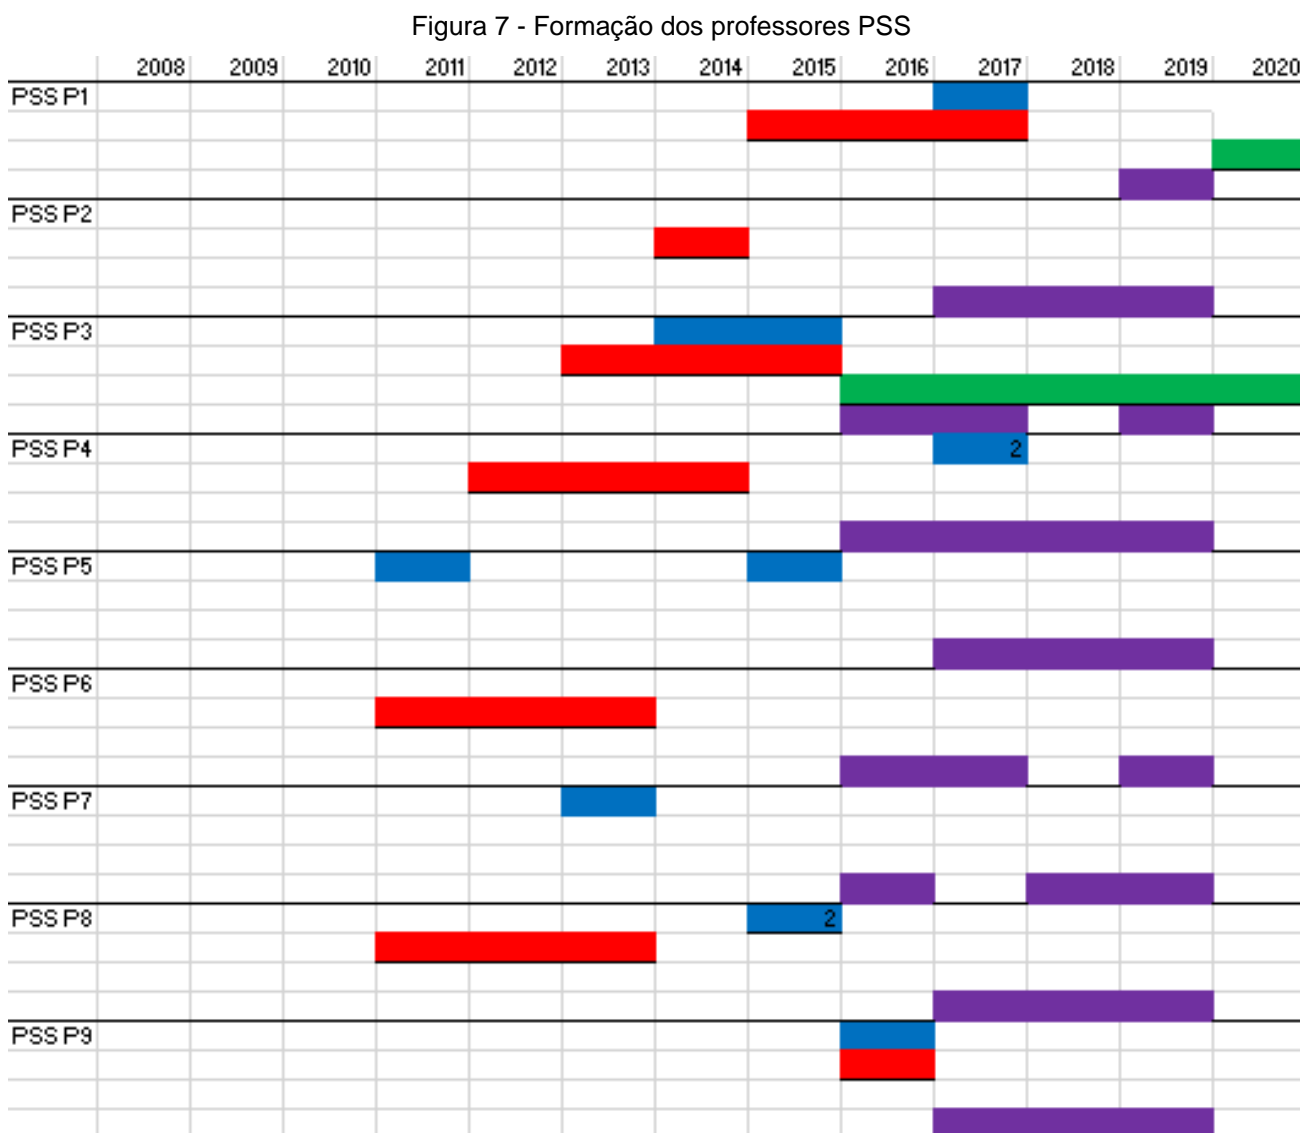 Figura 7 - Formação dos professores PSS
2008 2009 2010 2011 2012 2013 2014 2015 2016 2017 2018 2019 2020
PSS P1
PSS P2
PSS P3
PSS P4 2
PSS P5
PSS P6
PSS P7
PSS P8 2
PSS P9